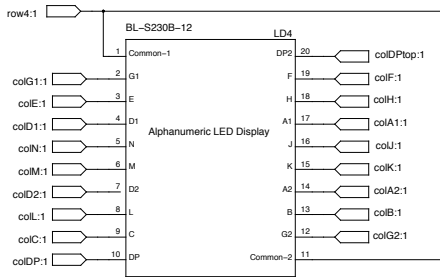 row4:1
BL-S230B-12
LD4
1 Common-1 DP2 20 colDPtop:1
colG1:1 2 G1 F 19 colF:1
colE:1 3 E H 18 colH:1
colD1:1 4 D1 A1 17 colA1:1
Alphanumeric LED Display
colN:1 5 N J 16 colJ:1
colM:1 6 M K 15 colK:1
colD2:1 7 D2 A2 14 colA2:1
colL:1 8 L B 13 colB:1
colC:1 9 C G2 12 colG2:1
colDP:1 10 DP Common-2 11